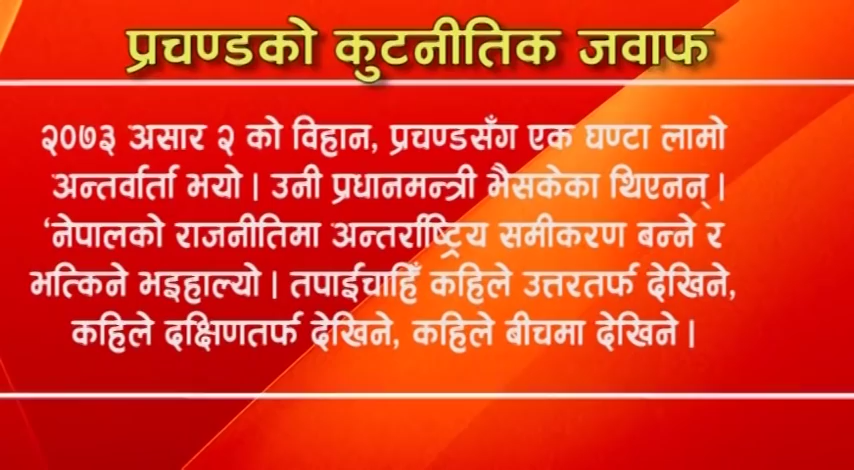 प्रचण्डको कुटनीतिक जवाफ
२०७३ असार २ को विहान, प्रचण्डसँग एक घण्टा लामो
अन्तर्वार्ता भयो । उनी प्रधानमन्त्री भैसकेका थिएनन् ।
‘नेपालको राजनीतिमा अन्तर्राष्ट्रिय समीकरण बन्ने र
भत्किने भइहाल्यो । तपाईचाहिँ कहिले उत्तरतर्फ देखिने,
कहिले दक्षिणतर्फ देखिने, कहिले बीचमा देखिने ।